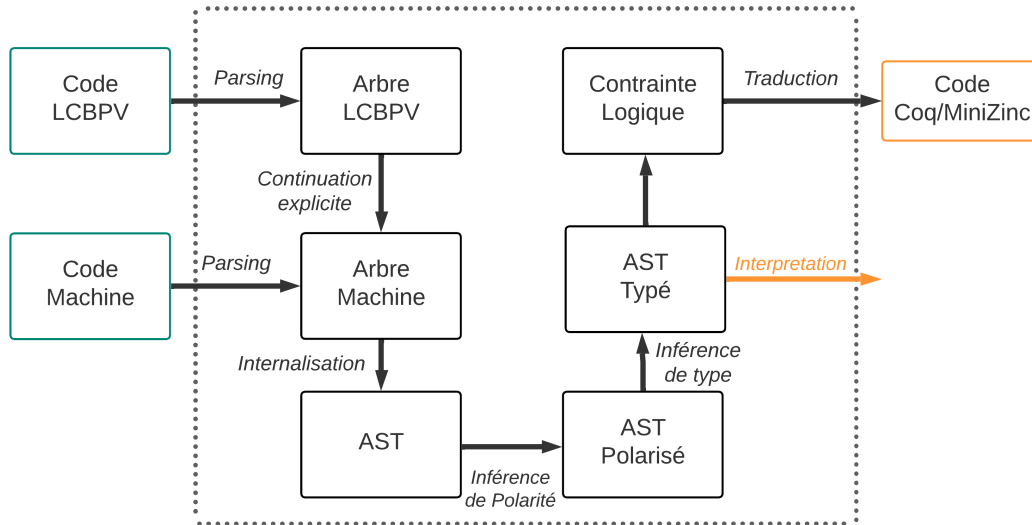 Code
LCBPV
Parsing
Arbre
LCBPV
Contrainte
Logique
Traduction
Code
Coq/MiniZinc
Continuation
explicite
Code
Machine
Parsing
Arbre
Machine
AST
Typé
Interpretation
Internalisation
Inférence
de type
AST
Inférence
de Polarité
AST
Polarisé